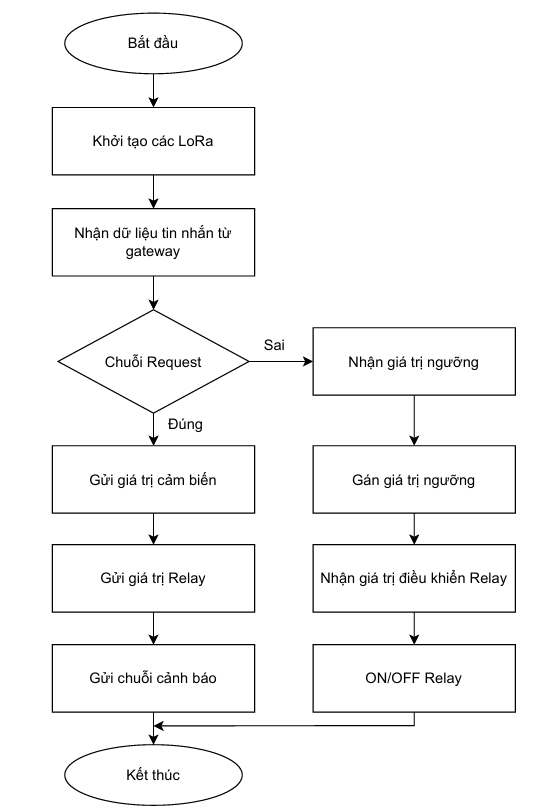 Bắt đầu
Khởi tạo các LoRa
Nhận dữ liệu tin nhắn từ
gateway
Chuỗi Request
Sai
Nhận giá trị ngưỡng
Đúng
Gửi giá trị cảm biến
Gán giá trị ngưỡng
Gửi giá trị Relay
Nhận giá trị điều khiển Relay
Gửi chuỗi cảnh báo
ON/OFF Relay
Kết thúc